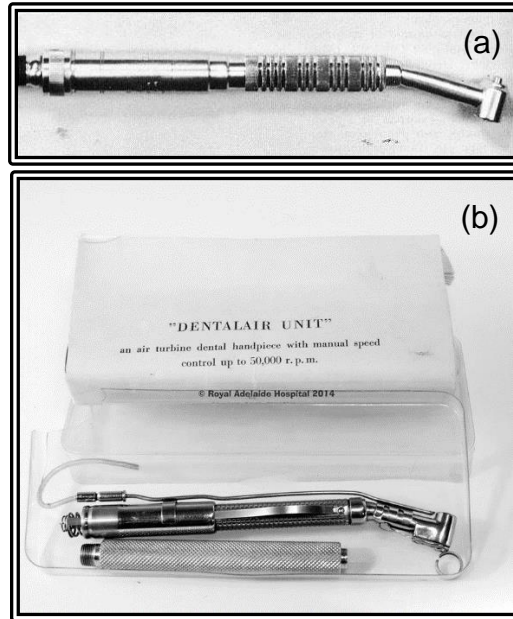 (a)
(b)
"DENTALAIR UNIT"
an air turbine dental handpiece with manual speed
control up to 50,000 r. p. m.
© Royal Adelaide Hospital 2014